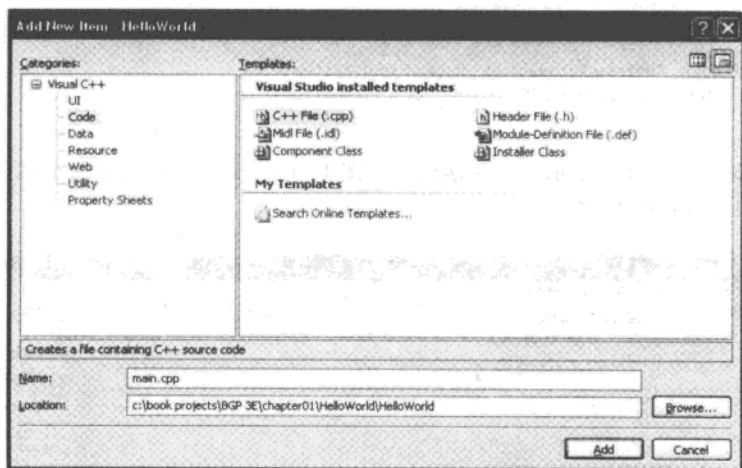 Add New Item - HelloWorld
Categories:
Templates:
Visual C++
UI
Code
Data
Resource
Web
Utility
Property Sheets
Visual Studio installed templates
C++ File (.cpp)
Header File (.h)
Midl File (.idl)
Module-Definition File (.def)
Component Class
Installer Class
My Templates
Search Online Templates...
Creates a file containing C++ source code
Name:
main.cpp
Location:
c:\book projects\BGP 3E\chapter01\HelloWorld\HelloWorld
Browse...
Add
Cancel